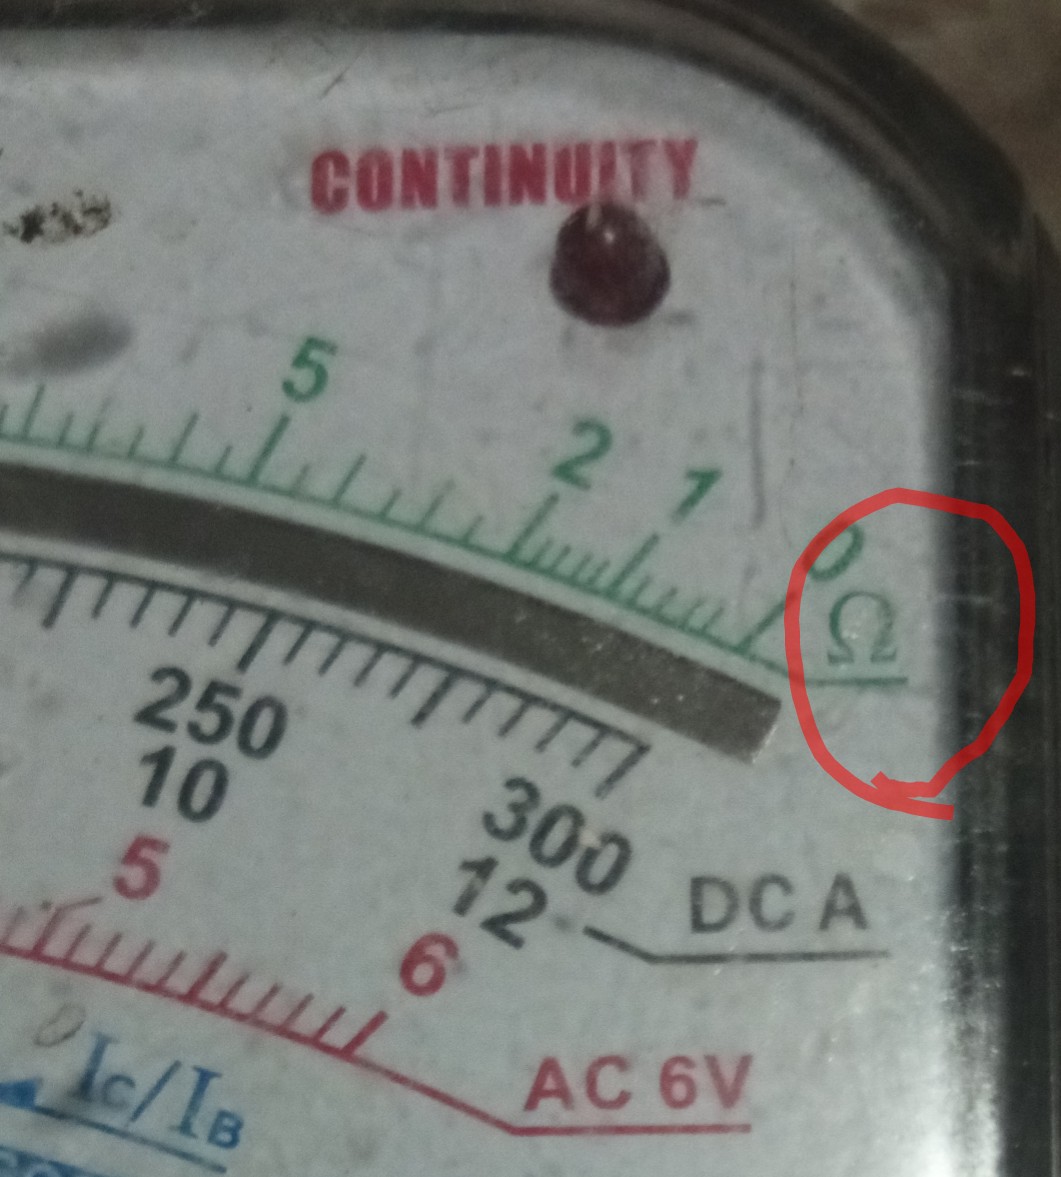 CONTINUITY
5 2 1 0
Ω
250 300
10 12
DC A
5 6
AC 6V
Ic/IB